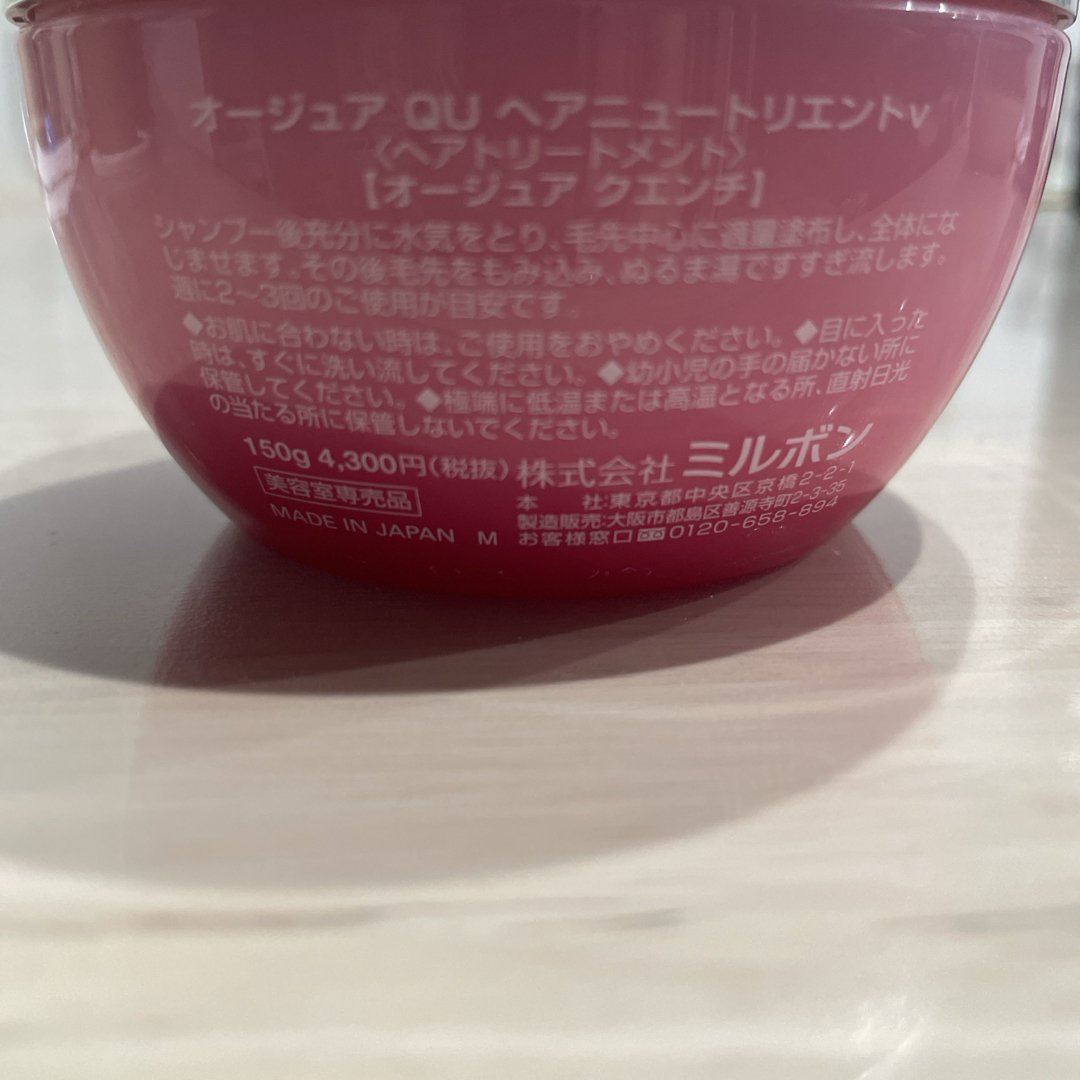 オージュア QU ヘアニュートリエントv
〈ヘアトリートメント〉
【オージュア クエンチ】
シャンプー後充分に水気をとり、毛先中心に適量塗布し、全体にな
じませます。その後毛先をもみ込み、ぬるま湯ですすぎ流します。
週に2〜3回のご使用が目安です。
◆お肌に合わない時は、ご使用をおやめください。◆目に入った
時は、すぐに洗い流してください。◆幼小児の手の届かない所に
保管してください。◆極端に低温または高温となる所、直射日光
の当たる所に保管しないでください。
150g 4,300円(税抜)
美容室専売品
MADE IN JAPAN M
株式会社 ミルボン
本 社:東京都中央区京橋2-2-1
製造販売:大阪市都島区善源寺町2-3-35
お客様窓口 0120-658-894